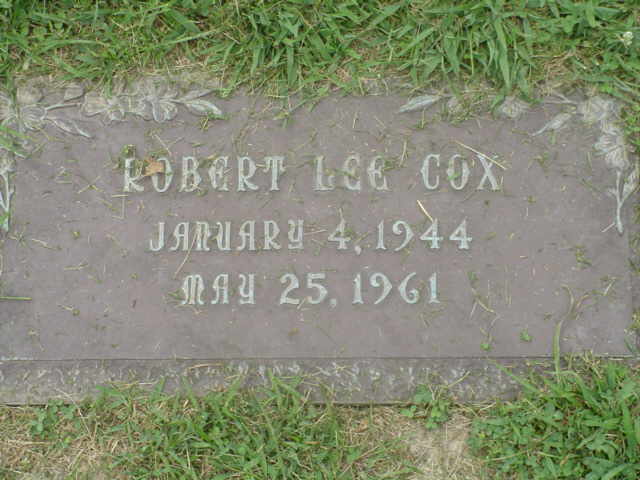 ROBERT LEE COX
JANUARY 4, 1944
MAY 25, 1961